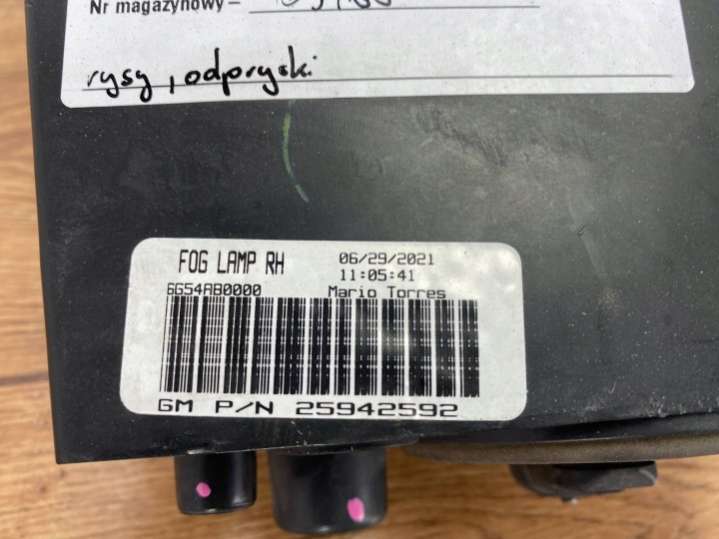 Nr magazynowy –
rysy, odpryski
FOG LAMP RH
06/29/2021
11:05:41
6G54AB0000
Mario Torres
GM P/N 25942592